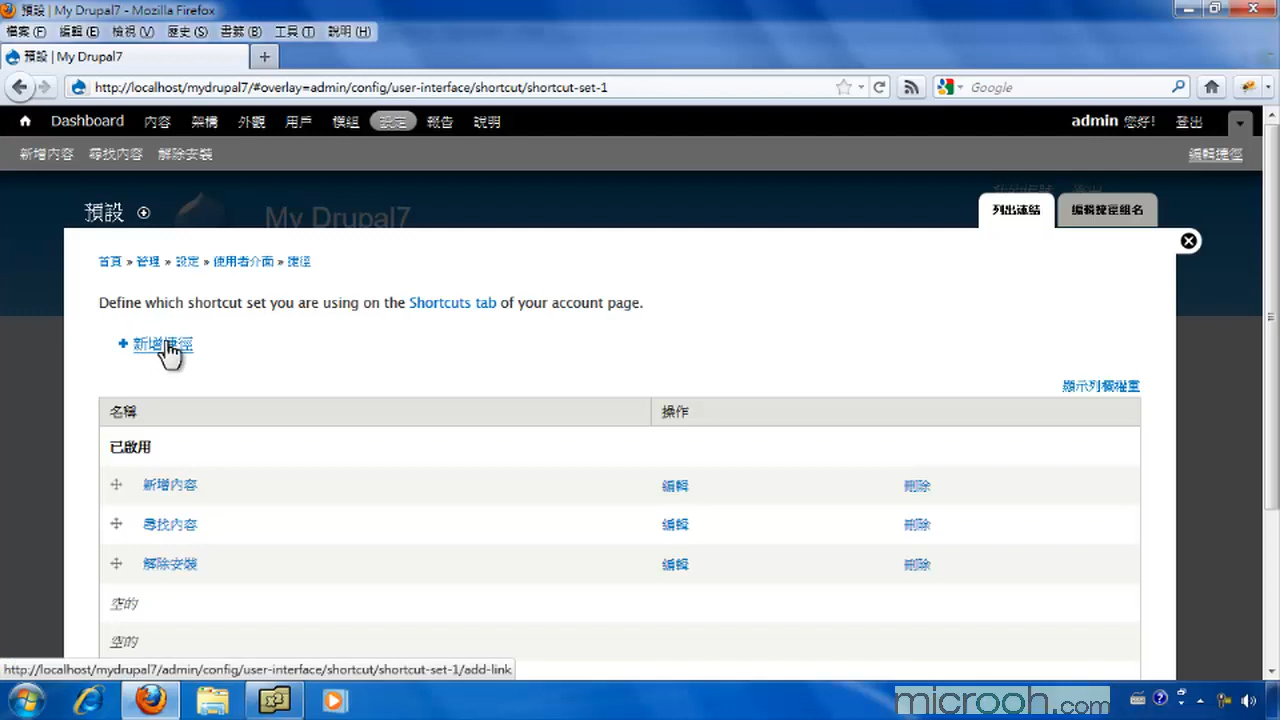 預設 | My Drupal7 - Mozilla Firefox
檔案 (F) 編輯 (E) 檢視 (V) 歷史 (S) 書籤 (B) 工具 (T) 說明 (H)
預設 | My Drupal7
http://localhost/mydrupal7/#overlay=admin/config/user-interface/shortcut/shortcut-set-1
Google
Dashboard 內容 架構 外觀 用戶 模組 設定 報告 說明 admin 您好! 登出
新增內容 尋找內容 解除安裝 編輯捷徑
預設 My Drupal7 列出連結 編輯捷徑組名
首頁 » 管理 » 設定 » 使用者介面 » 捷徑
Define which shortcut set you are using on the Shortcuts tab of your account page.
新增捷徑
顯示列欄權重
名稱 操作
已啟用
新增內容 編輯 刪除
尋找內容 編輯 刪除
解除安裝 編輯 刪除
空的
空的
http://localhost/mydrupal7/admin/config/user-interface/shortcut/shortcut-set-1/add-link
microoh.com